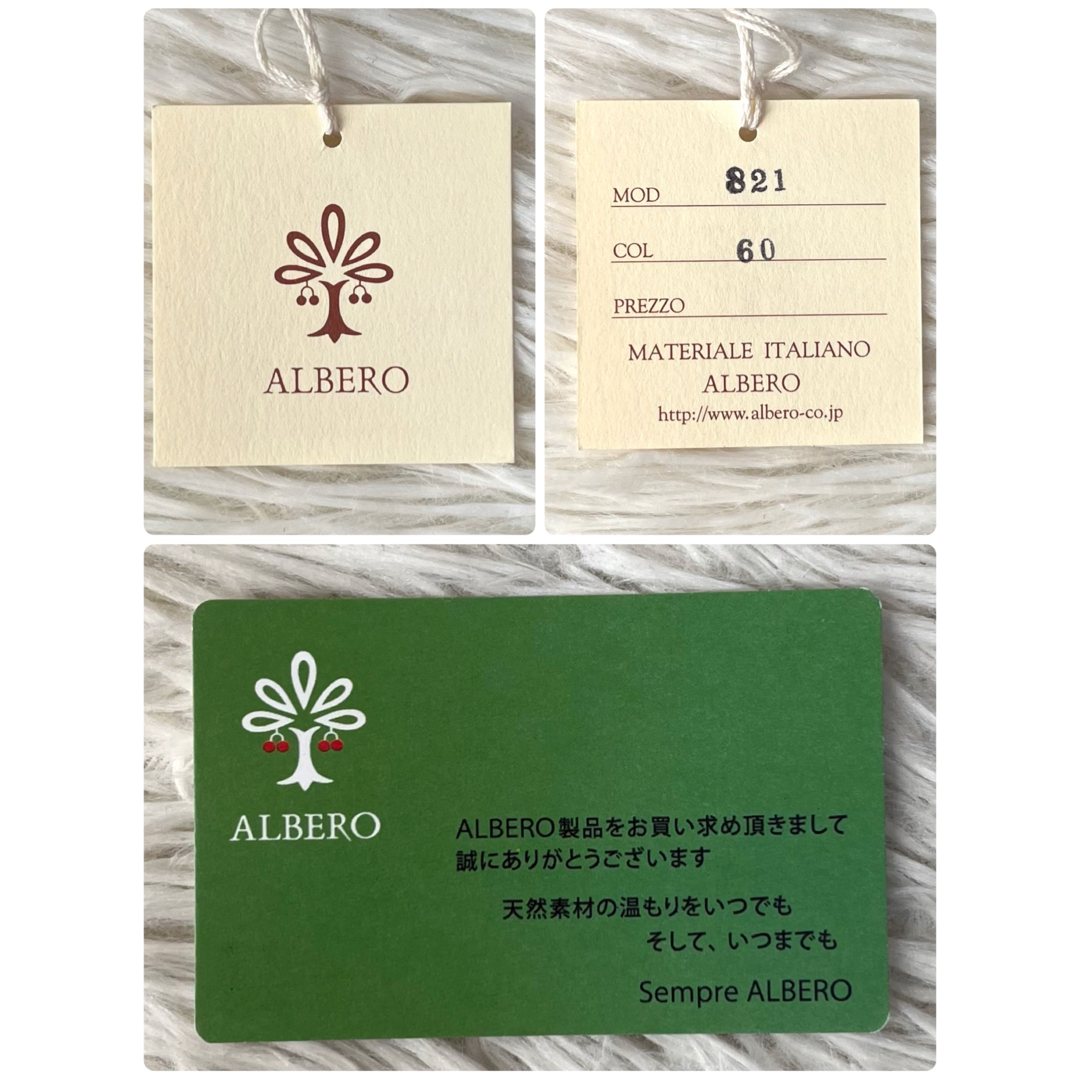 ALBERO
MOD 821
COL 60
PREZZO
MATERIALE ITALIANO
ALBERO
http://www.albero-co.jp
ALBERO
ALBERO製品をお買い求め頂きまして
誠にありがとうございます
天然素材の温もりをいつでも
そして、いつまでも
Sempre ALBERO